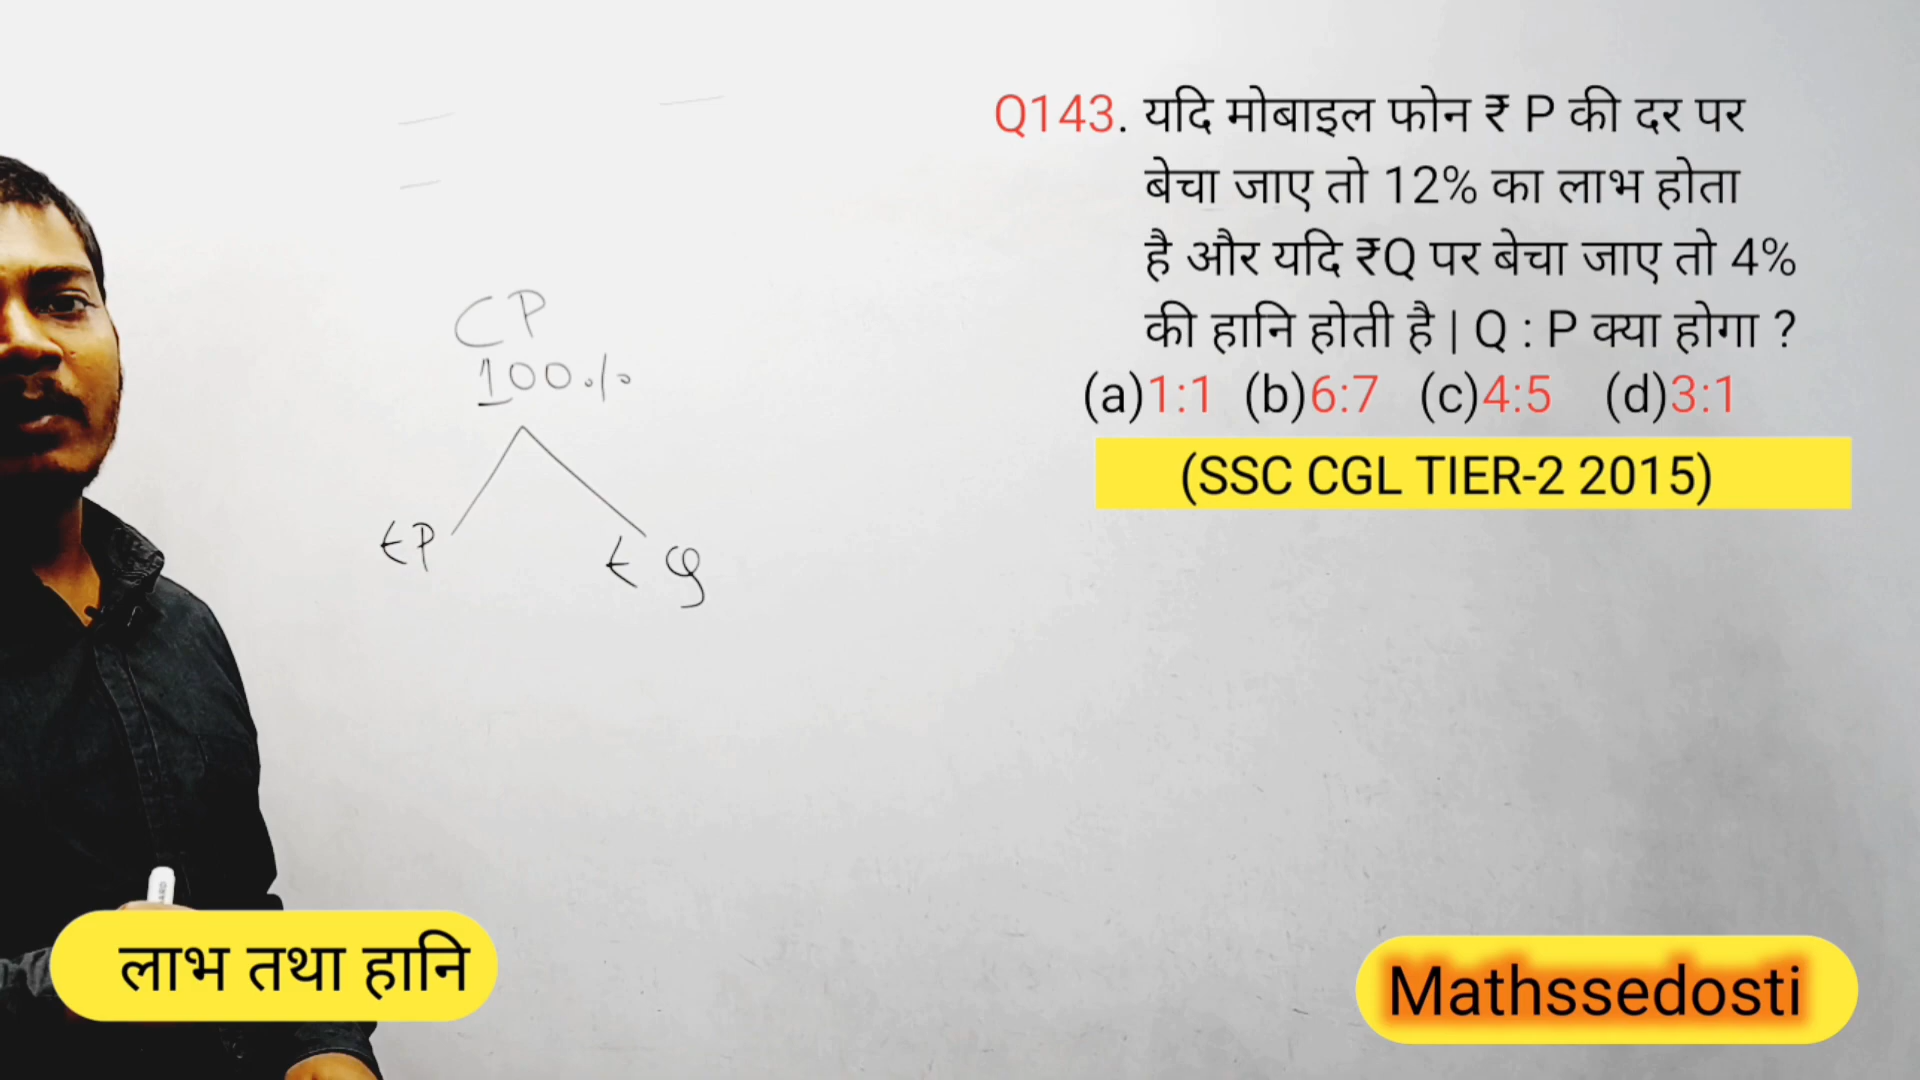 Q143. यदि मोबाइल फोन ₹ P की दर पर
बेचा जाए तो 12% का लाभ होता
है और यदि ₹Q पर बेचा जाए तो 4%
की हानि होती है | Q : P क्या होगा ?
(a)1:1 (b)6:7 (c)4:5 (d)3:1
(SSC CGL TIER-2 2015)
CP
100%
₹P
₹ Q
लाभ तथा हानि
Mathssedosti